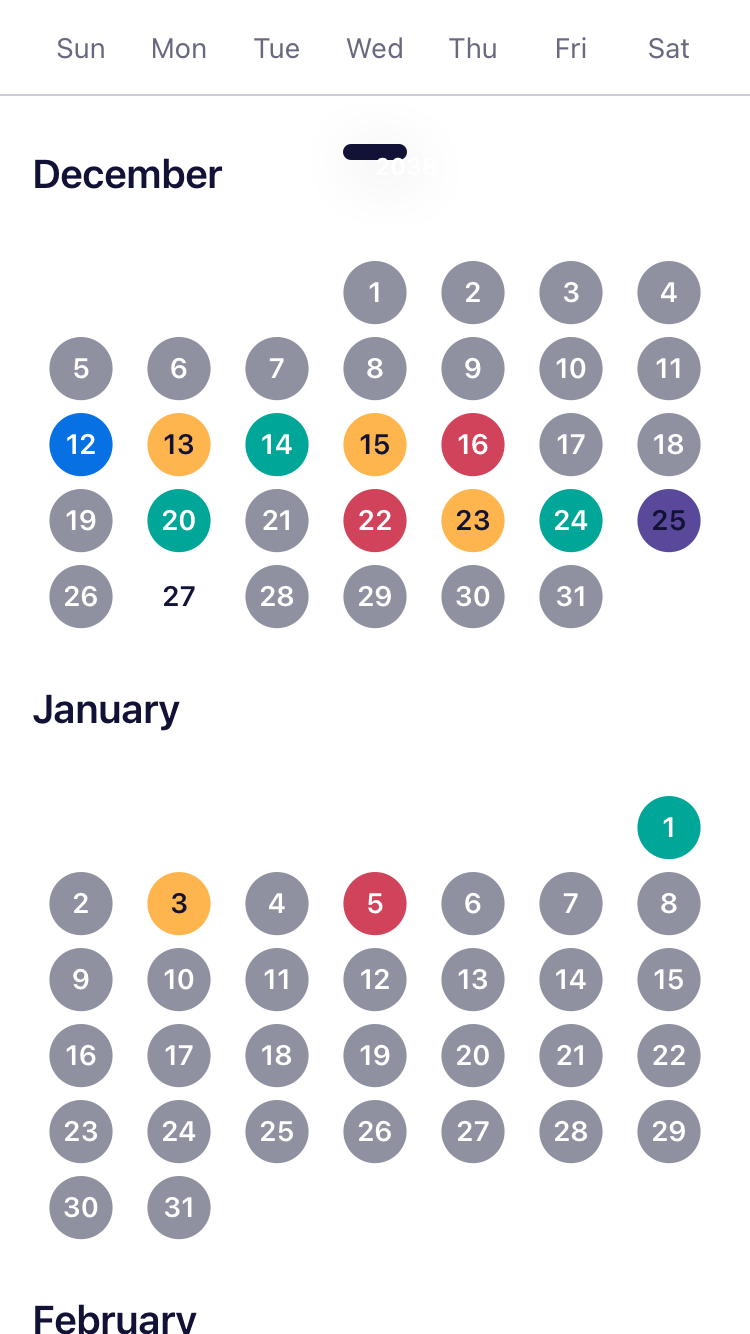 Sun Mon Tue Wed Thu Fri Sat
December
1 2 3 4
5 6 7 8 9 10 11
12 13 14 15 16 17 18
19 20 21 22 23 24 25
26 27 28 29 30 31
January
1
2 3 4 5 6 7 8
9 10 11 12 13 14 15
16 17 18 19 20 21 22
23 24 25 26 27 28 29
30 31
February